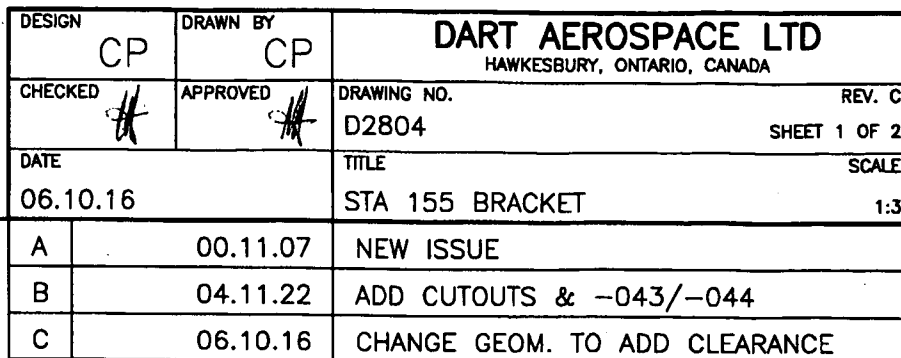 DESIGN
CP
DRAWN BY
CP
DART AEROSPACE LTD
HAWKESBURY, ONTARIO, CANADA
CHECKED
APPROVED
DRAWING NO.
D2804
REV. C
SHEET 1 OF 2
DATE
06.10.16
TITLE
STA 155 BRACKET
SCALE
1:3
A 00.11.07 NEW ISSUE
B 04.11.22 ADD CUTOUTS & -043/-044
C 06.10.16 CHANGE GEOM. TO ADD CLEARANCE